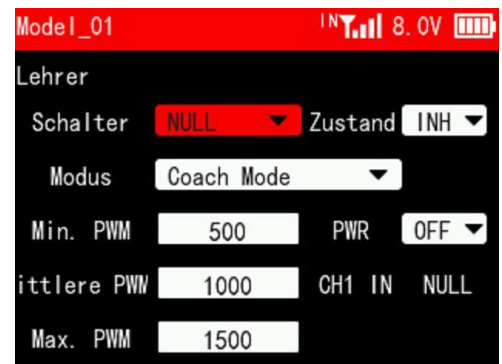 Model_01 IN 8.0V
Lehrer
Schalter NULL Zustand INH
Modus Coach Mode
Min. PWM 500 PWR OFF
ittlere PWM 1000 CH1 IN NULL
Max. PWM 1500